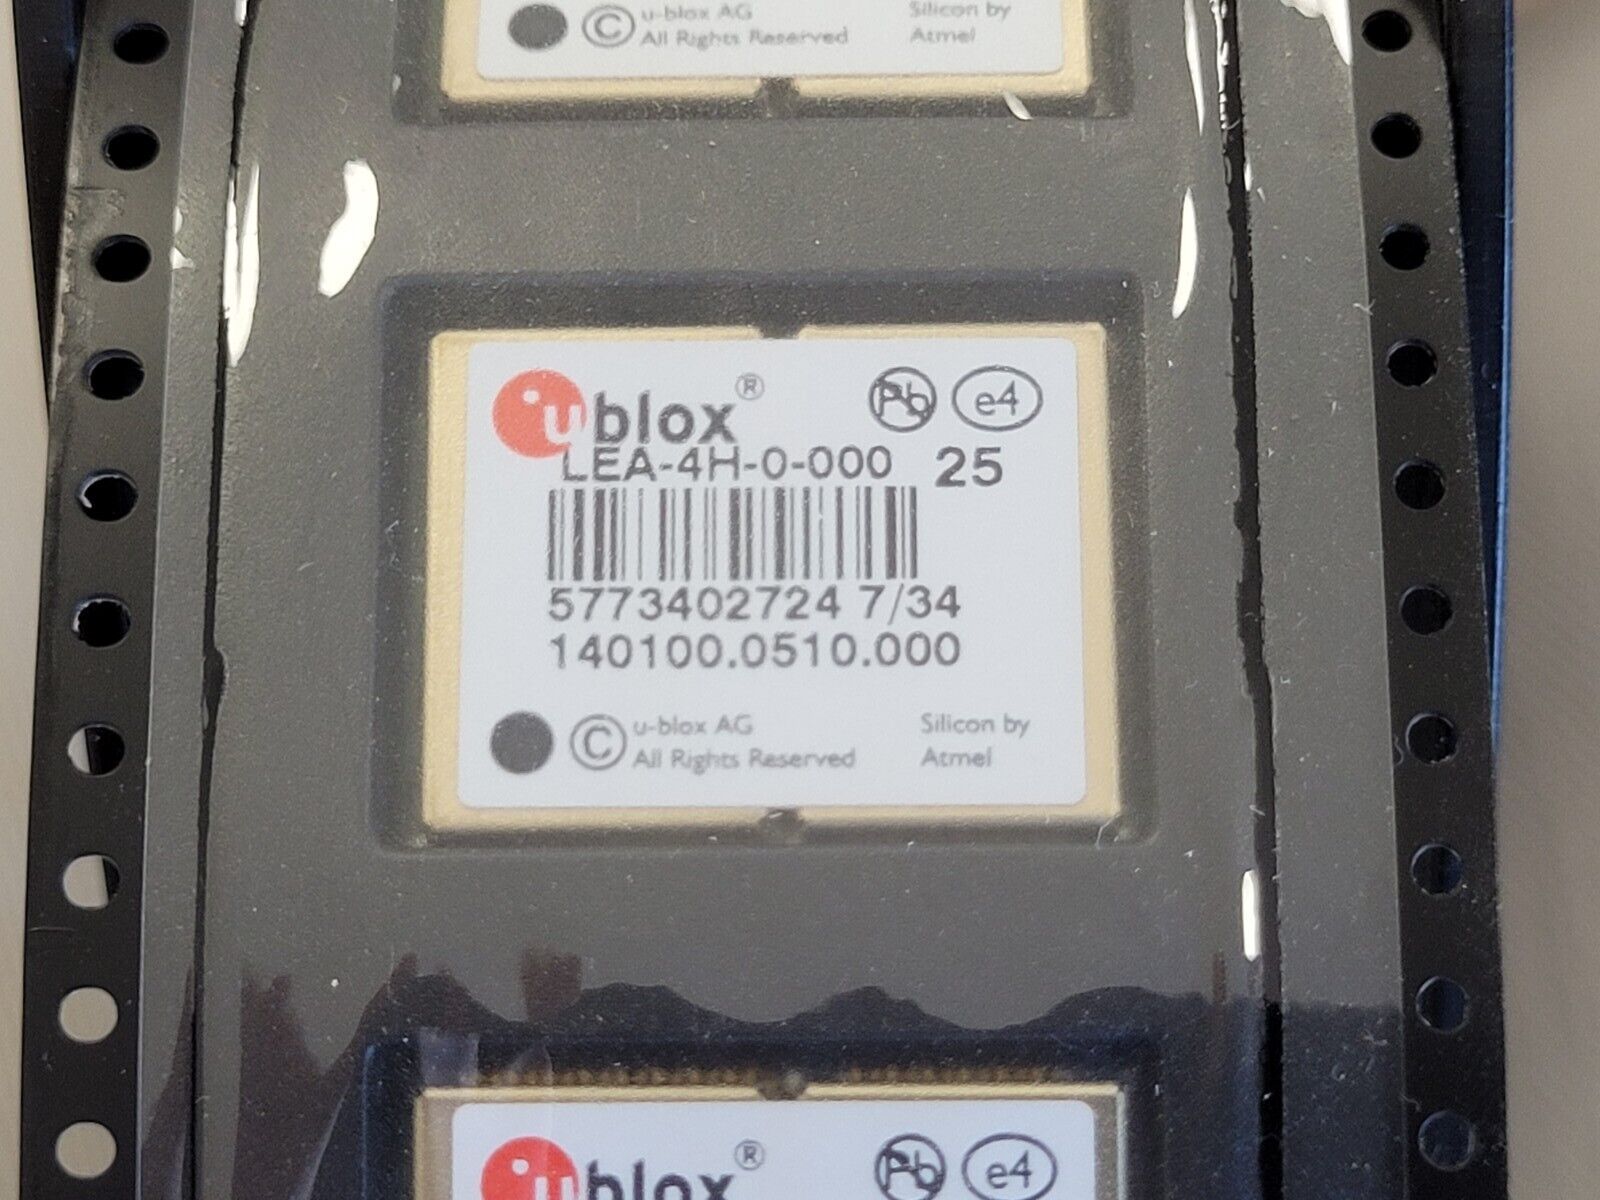 © u-blox AG
All Rights Reserved
Silicon by
Atmel
ublox®
Pb e4
LEA-4H-0-000 25
5773402724 7/34
140100.0510.000
© u-blox AG
All Rights Reserved
Silicon by
Atmel
ublox®
Pb e4